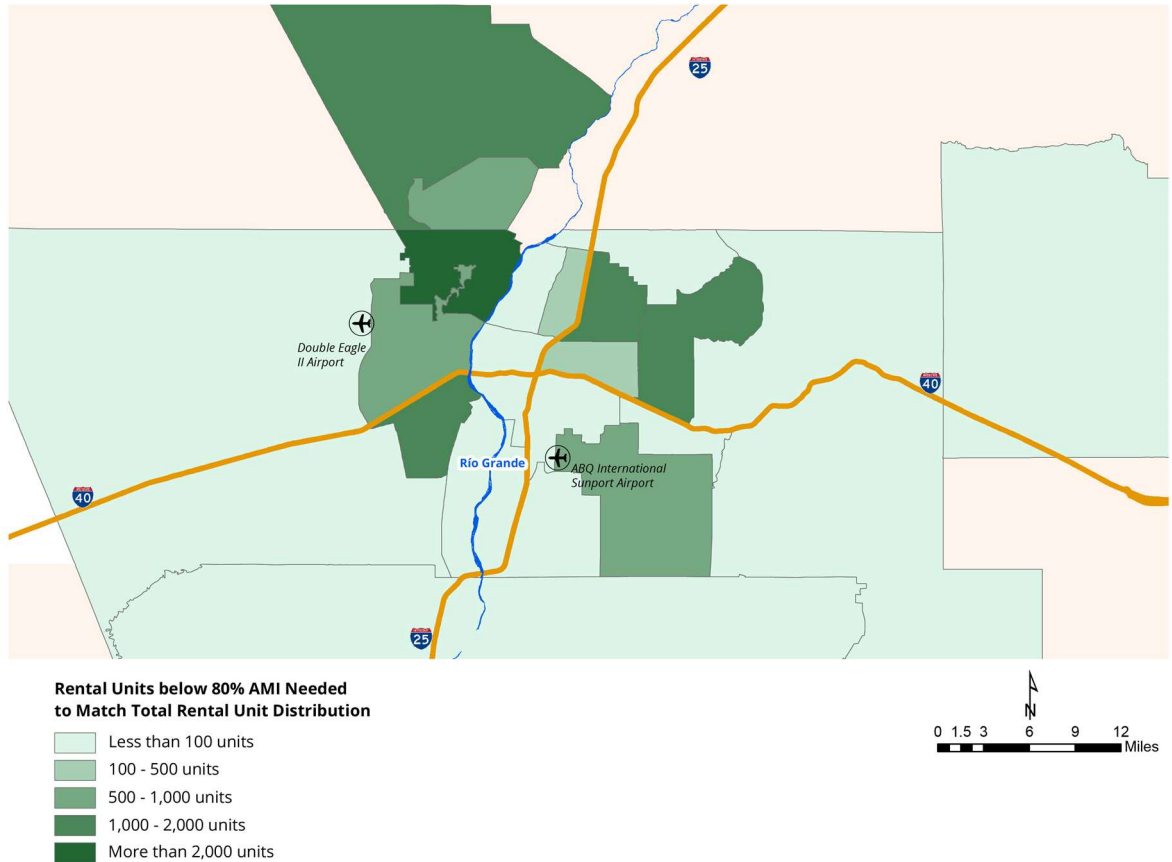 25
Double Eagle
II Airport
40
Río Grande
ABQ International
Sunport Airport
40
25
Rental Units below 80% AMI Needed
to Match Total Rental Unit Distribution
Less than 100 units
100 - 500 units
500 - 1,000 units
1,000 - 2,000 units
More than 2,000 units
N
0 1.5 3 6 9 12
Miles